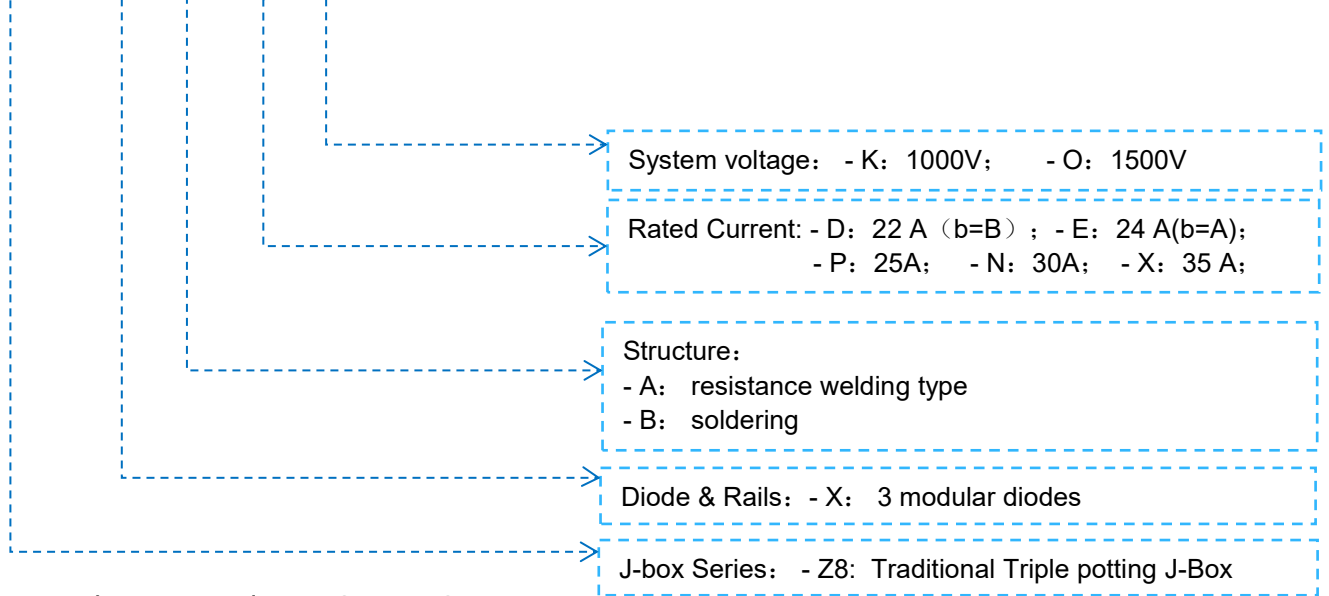 System voltage： - K：1000V； - O：1500V
Rated Current: - D：22 A（b=B）；- E：24 A(b=A)；
- P：25A； - N：30A； - X：35 A；
Structure：
- A： resistance welding type
- B： soldering
Diode & Rails：- X： 3 modular diodes
J-box Series： - Z8: Traditional Triple potting J-Box